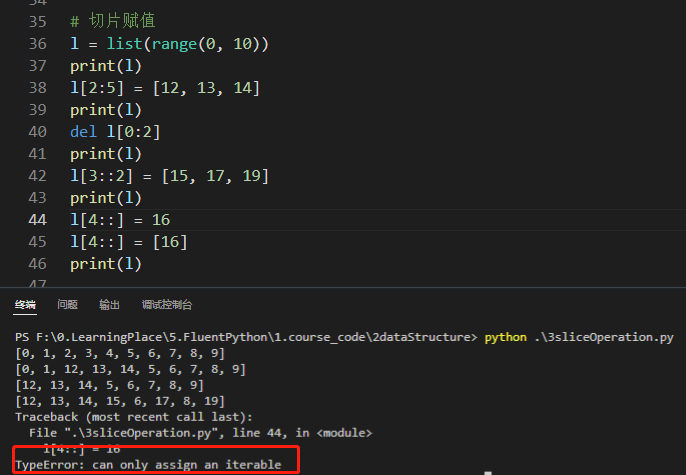 34
35 # 切片赋值
36 l = list(range(0, 10))
37 print(l)
38 l[2:5] = [12, 13, 14]
39 print(l)
40 del l[0:2]
41 print(l)
42 l[3::2] = [15, 17, 19]
43 print(l)
44 l[4::] = 16
45 l[4::] = [16]
46 print(l)
47
终端 问题 输出 调试控制台
PS F:\0.LearningPlace\5.FluentPython\1.course_code\2dataStructure> python .\3sliceOperation.py
[0, 1, 2, 3, 4, 5, 6, 7, 8, 9]
[0, 1, 12, 13, 14, 5, 6, 7, 8, 9]
[12, 13, 14, 5, 6, 7, 8, 9]
[12, 13, 14, 15, 6, 17, 8, 19]
Traceback (most recent call last):
File ".\3sliceOperation.py", line 44, in <module>
l[4::] = 16
TypeError: can only assign an iterable